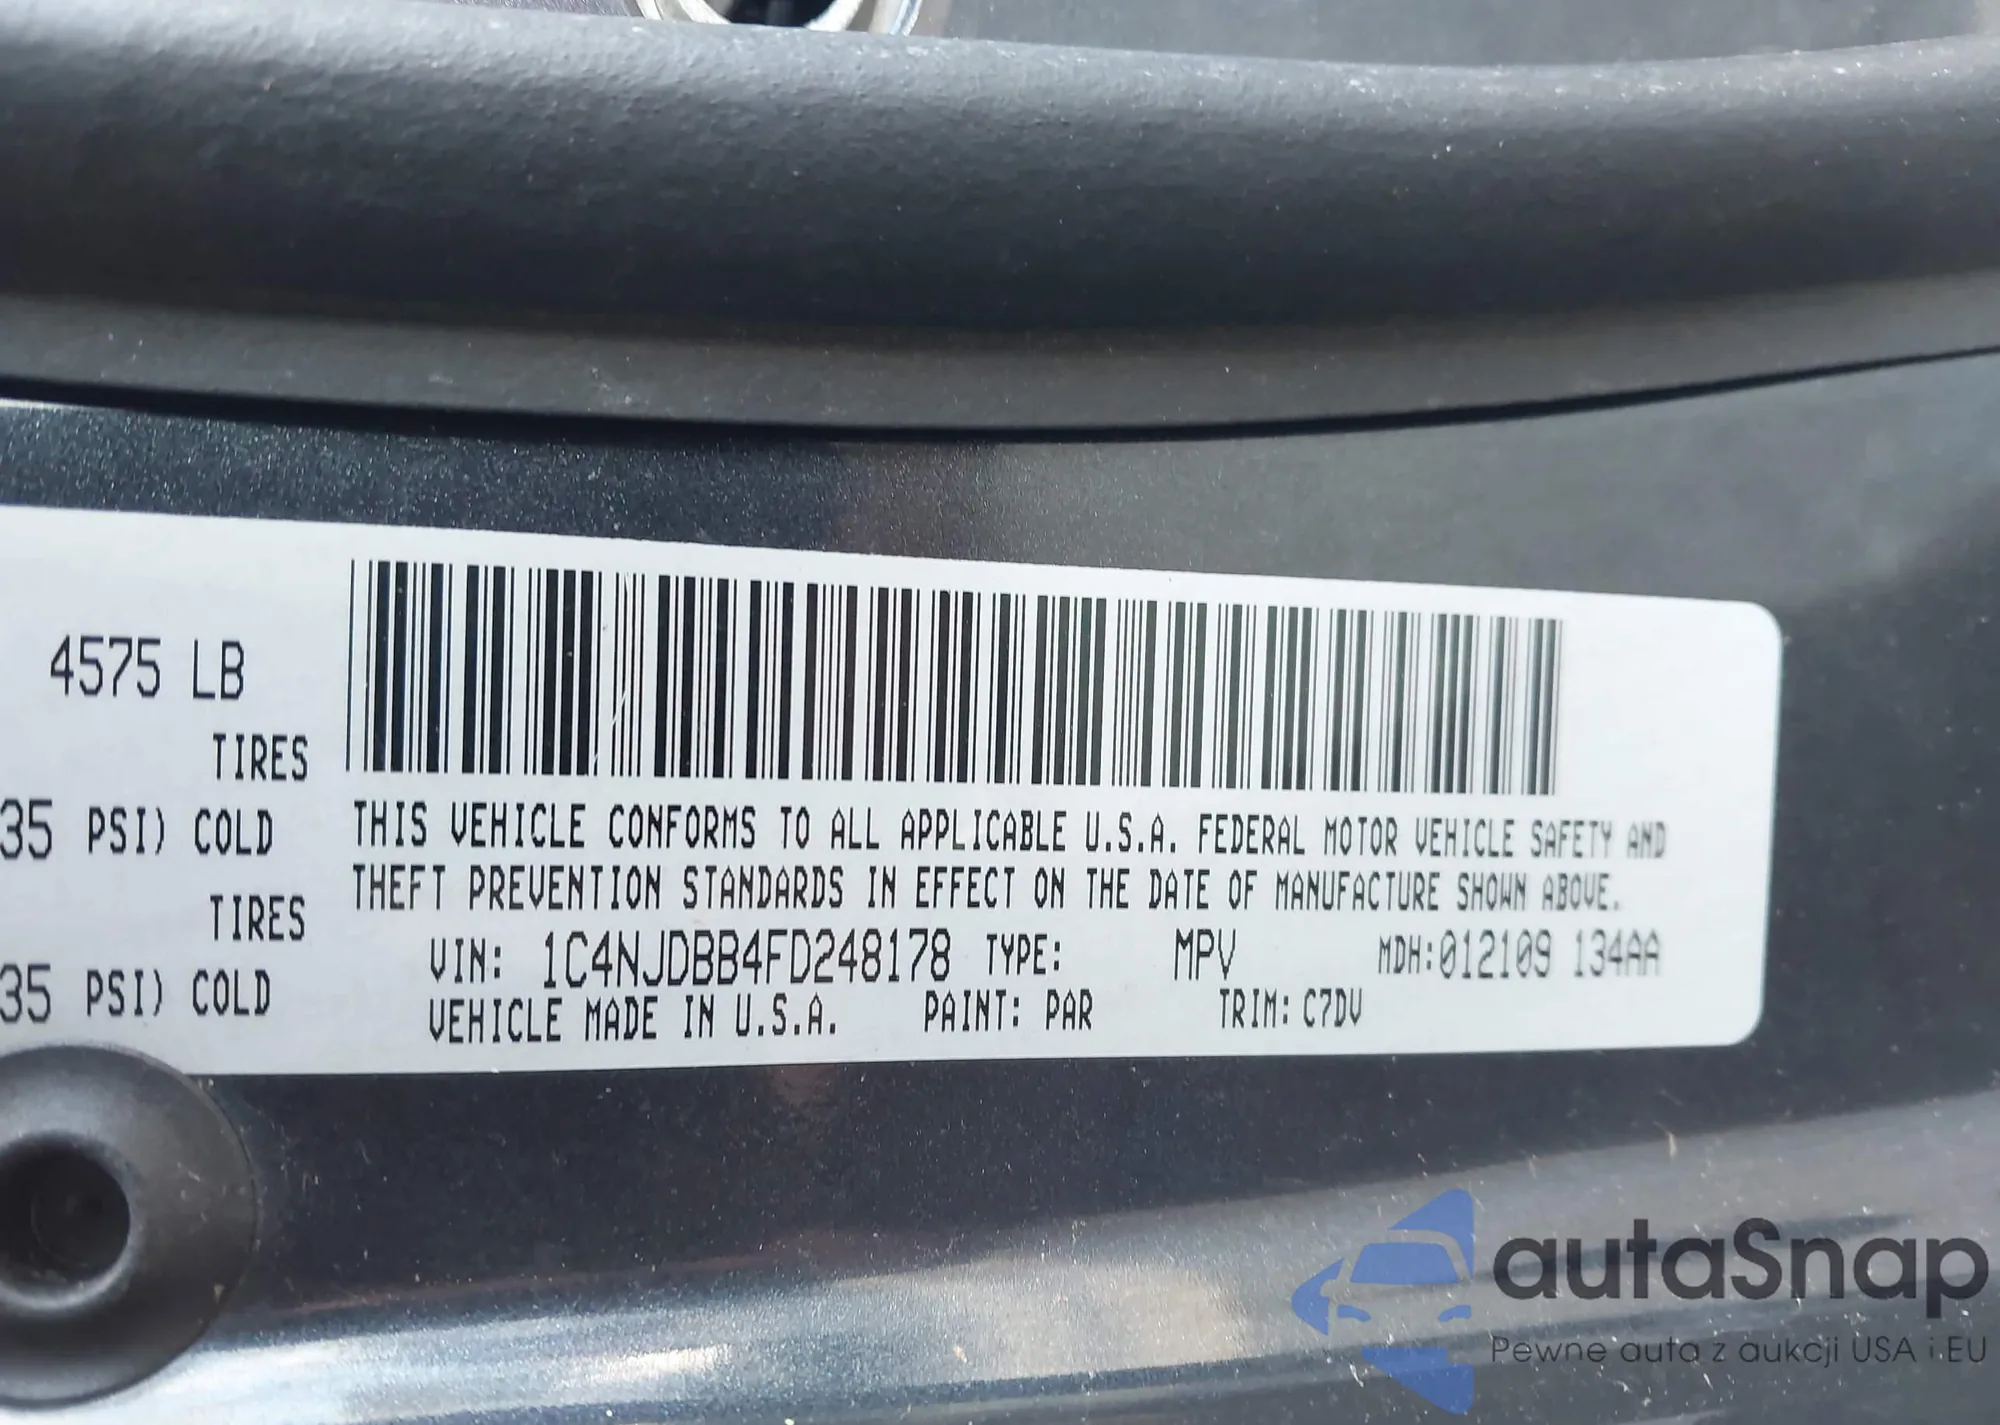 4575 LB
TIRES
35 PSI) COLD
TIRES
35 PSI) COLD
THIS VEHICLE CONFORMS TO ALL APPLICABLE U.S.A. FEDERAL MOTOR VEHICLE SAFETY AND
THEFT PREVENTION STANDARDS IN EFFECT ON THE DATE OF MANUFACTURE SHOWN ABOVE.
VIN: 1C4NJDBB4FD248178 TYPE: MPV MDH:012109 134AA
VEHICLE MADE IN U.S.A. PAINT: PAR TRIM: C7DV
autaSnap
Pewne auta z aukcji USA i EU